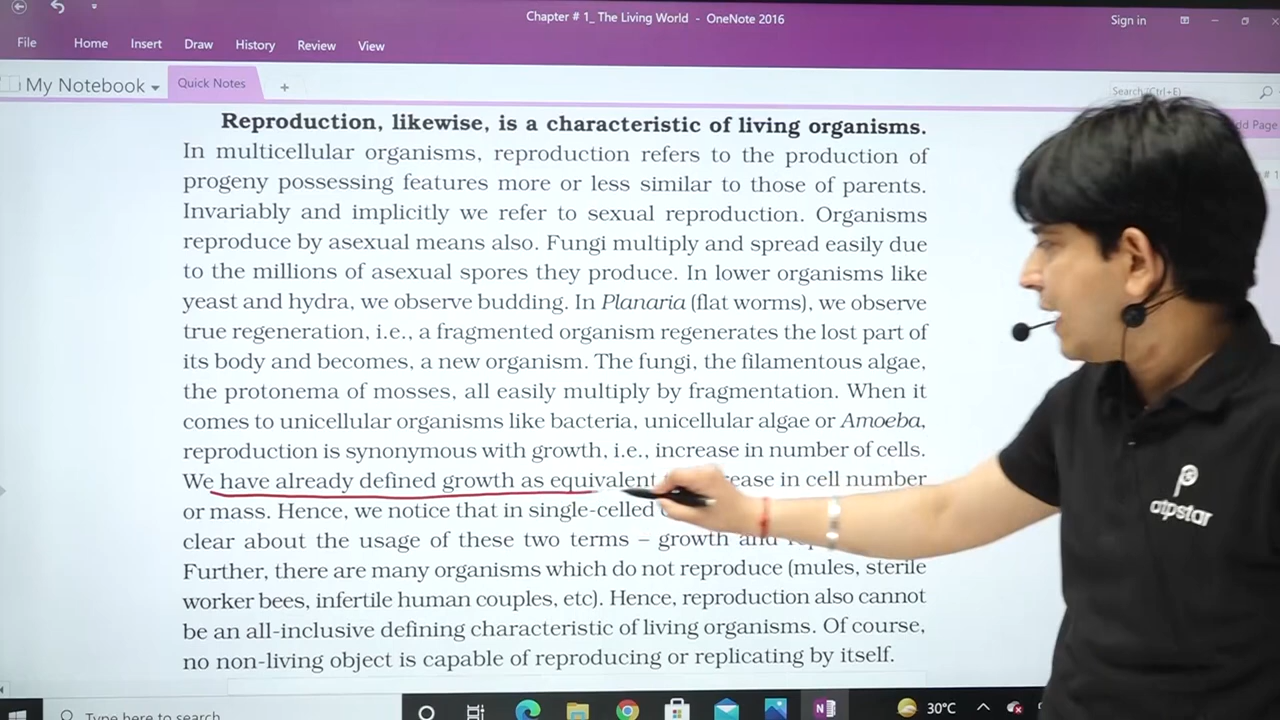 Chapter # 1_ The Living World - OneNote 2016
Sign in
File Home Insert Draw History Review View
My Notebook
Quick Notes
Search (Ctrl+E)
dd Page
# 1
Reproduction, likewise, is a characteristic of living organisms.
In multicellular organisms, reproduction refers to the production of
progeny possessing features more or less similar to those of parents.
Invariably and implicitly we refer to sexual reproduction. Organisms
reproduce by asexual means also. Fungi multiply and spread easily due
to the millions of asexual spores they produce. In lower organisms like
yeast and hydra, we observe budding. In Planaria (flat worms), we observe
true regeneration, i.e., a fragmented organism regenerates the lost part of
its body and becomes, a new organism. The fungi, the filamentous algae,
the protonema of mosses, all easily multiply by fragmentation. When it
comes to unicellular organisms like bacteria, unicellular algae or Amoeba,
reproduction is synonymous with growth, i.e., increase in number of cells.
We have already defined growth as equivalent ease in cell number
or mass. Hence, we notice that in single-celled
clear about the usage of these two terms – growth and
Further, there are many organisms which do not reproduce (mules, sterile
worker bees, infertile human couples, etc). Hence, reproduction also cannot
be an all-inclusive defining characteristic of living organisms. Of course,
no non-living object is capable of reproducing or replicating by itself.
atpstar
Type here to search
30°C